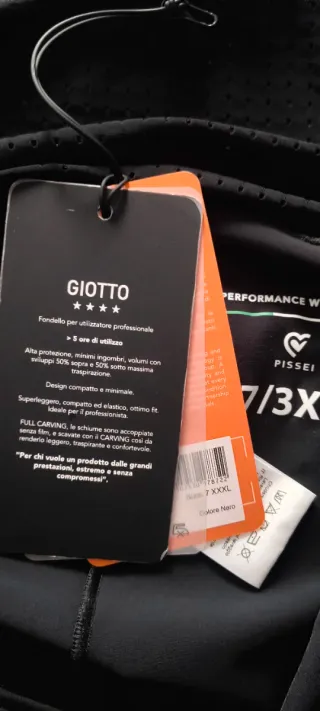 GIOTTO
Fondello per utilizzatore professionale
> 5 ore di utilizzo
Alta protezione, minimi ingombri, volumi con
sviluppi 50% sopra e 50% sotto massima
traspirazione.
Design compatto e minimale.
Superleggero, compatto ed elastico, ottimo fit.
Ideale per il professionista.
FULL CARVING, le schiume sono accoppiate
senza film, e scavate con il CARVING così da
renderlo leggero, traspirante e confortevole.
"Per chi vuole un prodotto dalle grandi
prestazioni, estremo e senza
compromessi".
PERFORMANCE W
PISSEI
7/3X
7 XXXL
Colore Nero